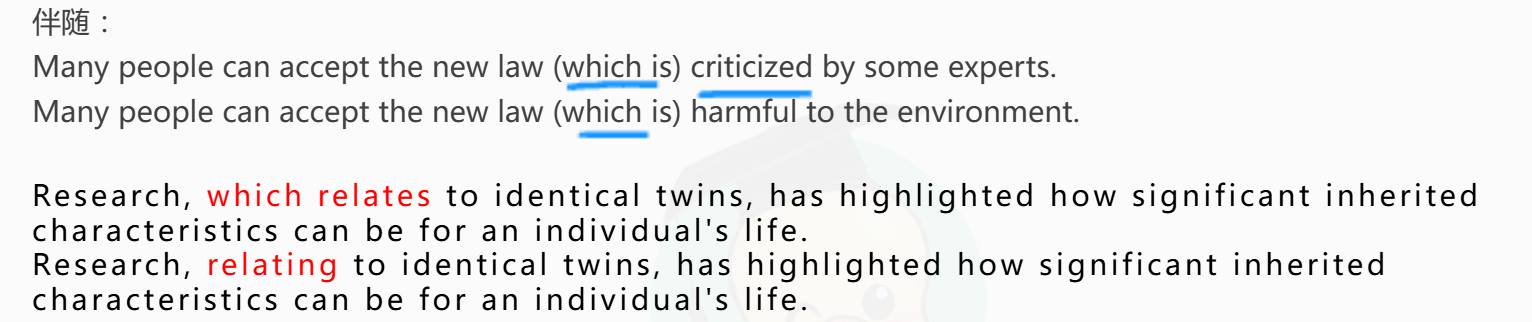 伴随：
Many people can accept the new law (which is) criticized by some experts.
Many people can accept the new law (which is) harmful to the environment.
Research, which relates to identical twins, has highlighted how significant inherited
characteristics can be for an individual's life.
Research, relating to identical twins, has highlighted how significant inherited
characteristics can be for an individual's life.